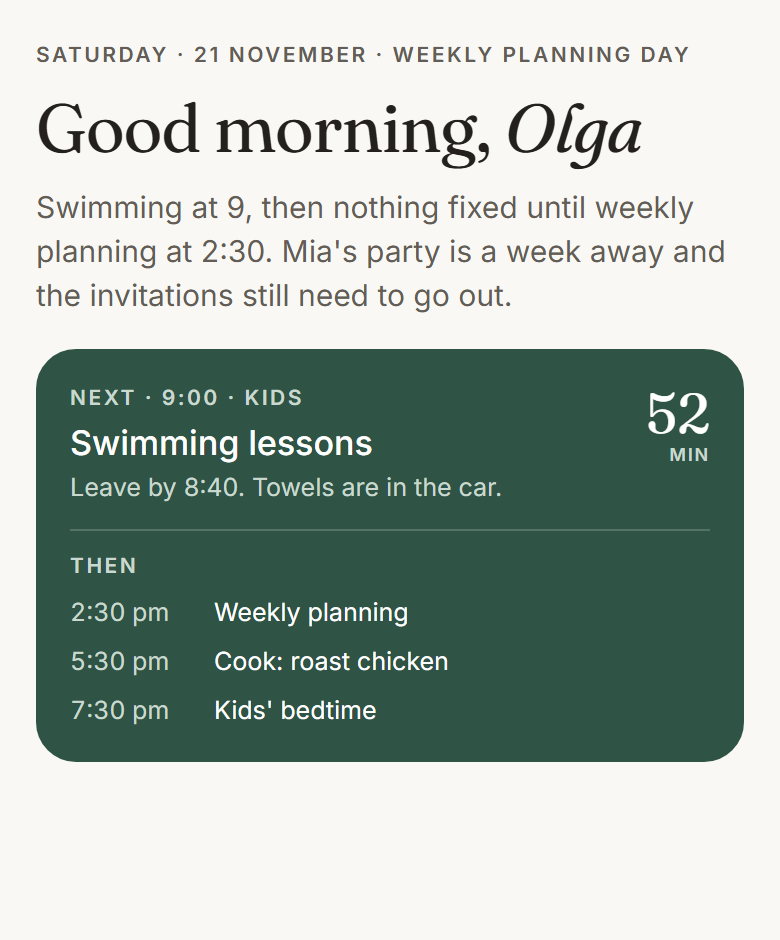 SATURDAY · 21 NOVEMBER · WEEKLY PLANNING DAY
Good morning, Olga
Swimming at 9, then nothing fixed until weekly
planning at 2:30. Mia's party is a week away and
the invitations still need to go out.
NEXT · 9:00 · KIDS
52
MIN
Swimming lessons
Leave by 8:40. Towels are in the car.
THEN
2:30 pm Weekly planning
5:30 pm Cook: roast chicken
7:30 pm Kids' bedtime